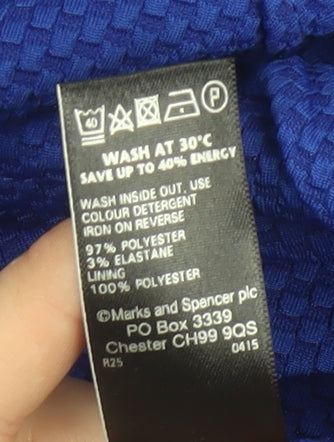 40 P
WASH AT 30°C
SAVE UP TO 40% ENERGY
WASH INSIDE OUT. USE
COLOUR DETERGENT
IRON ON REVERSE
97% POLYESTER
3% ELASTANE
LINING
100% POLYESTER
©Marks and Spencer plc
PO Box 3339
Chester CH99 9QS
R25 0415